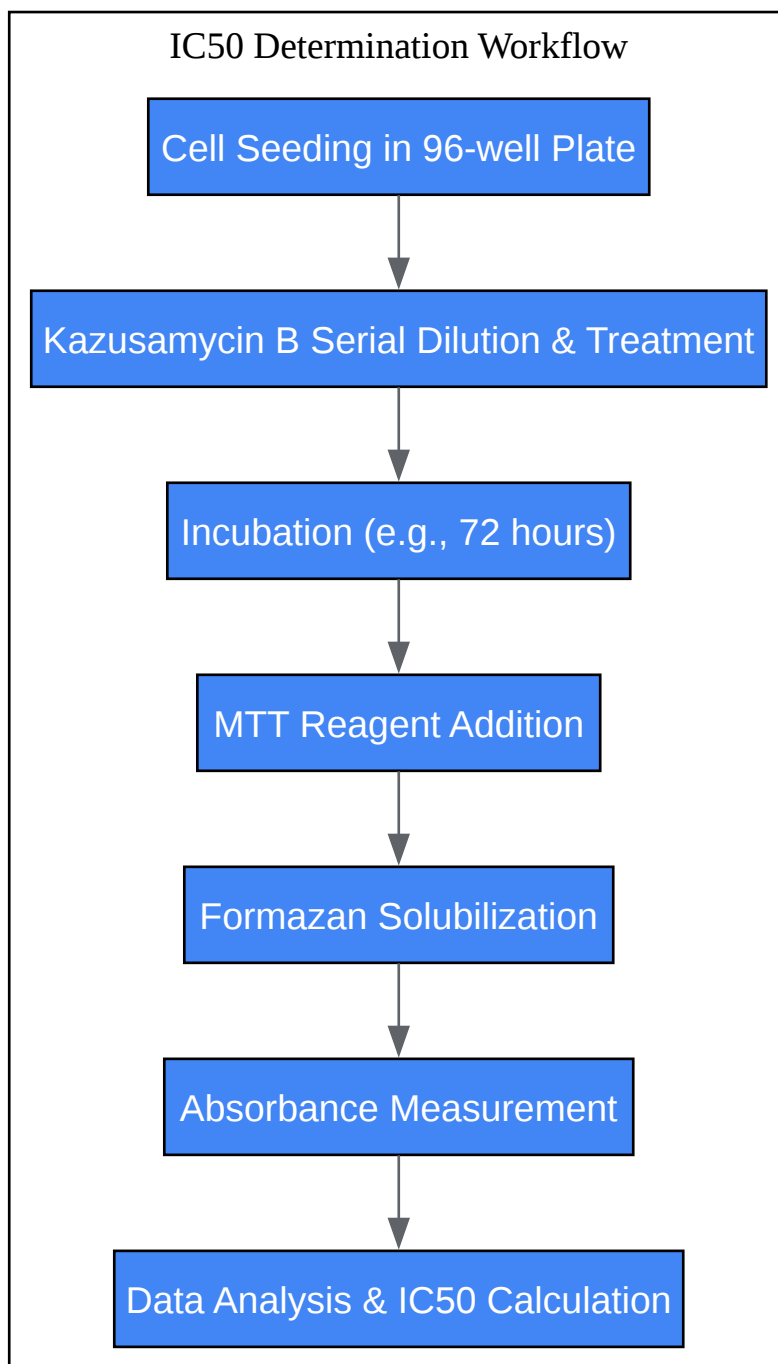 IC50 Determination Workflow
Cell Seeding in 96-well Plate
Kazusamycin B Serial Dilution & Treatment
Incubation (e.g., 72 hours)
MTT Reagent Addition
Formazan Solubilization
Absorbance Measurement
Data Analysis & IC50 Calculation